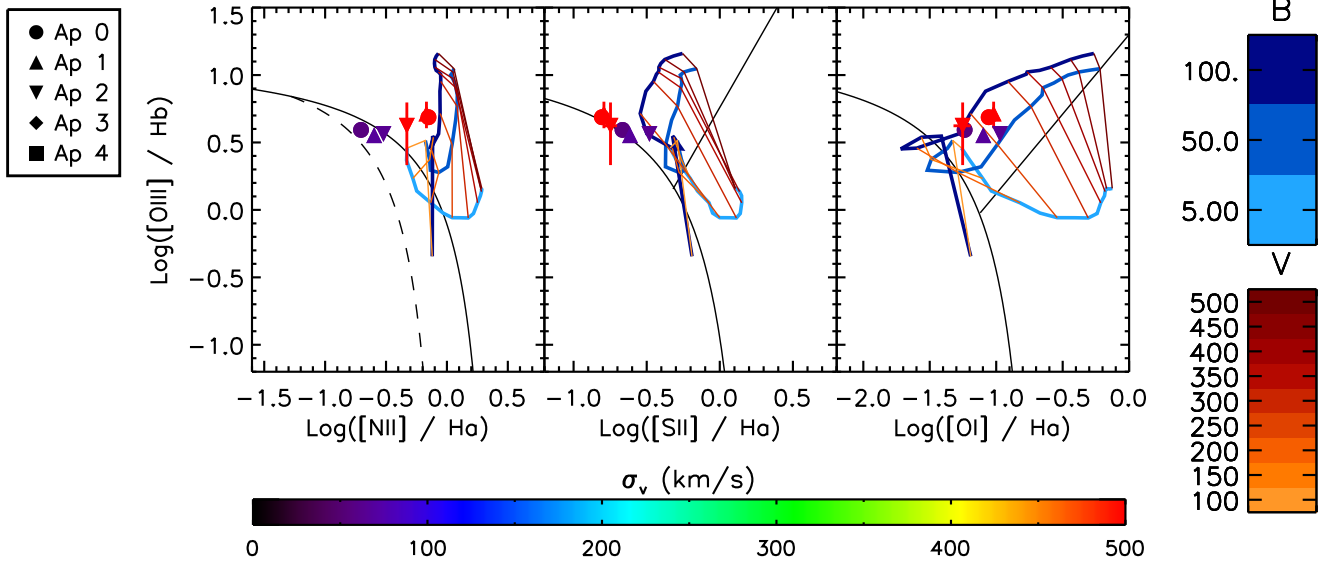 Ap 0
Ap 1
Ap 2
Ap 3
Ap 4
Log([OIII] / Hb)
1.5
1.0
0.5
0.0
−0.5
−1.0
−1.5 −1.0 −0.5 0.0 0.5
Log([NII] / Ha)
−1.0 −0.5 0.0 0.5
Log([SII] / Ha)
−2.0 −1.5 −1.0 −0.5 0.0
Log([OI] / Ha)
B
100.
50.0
5.00
V
500
450
400
350
300
250
200
150
100
σv (km/s)
0 100 200 300 400 500